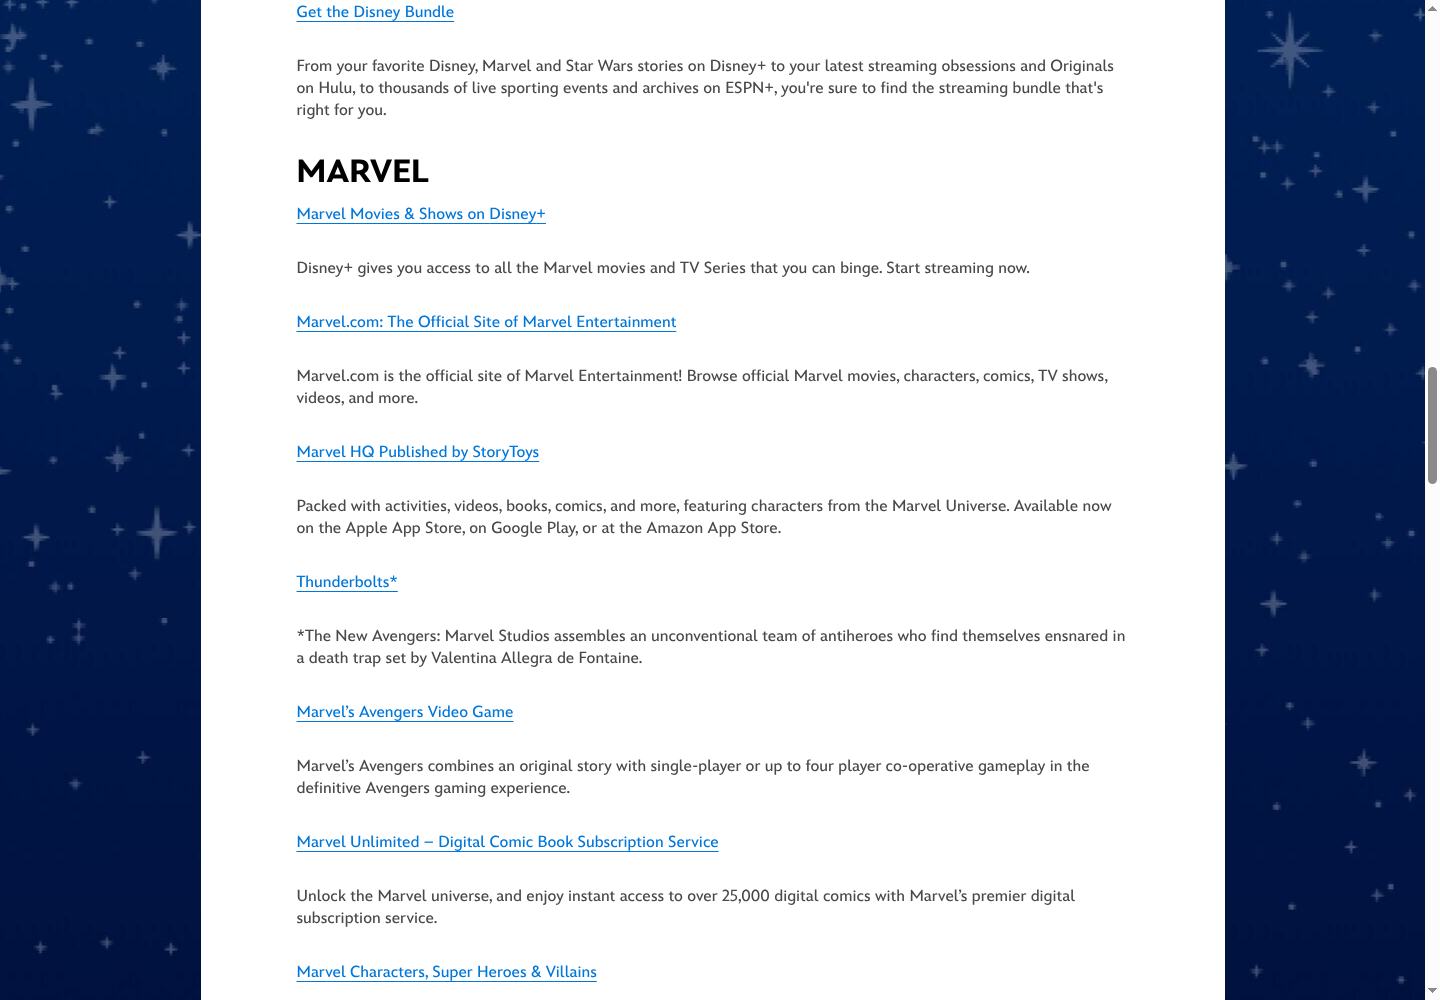 Get the Disney Bundle
From your favorite Disney, Marvel and Star Wars stories on Disney+ to your latest streaming obsessions and Originals
on Hulu, to thousands of live sporting events and archives on ESPN+, you're sure to find the streaming bundle that's
right for you.
MARVEL
Marvel Movies & Shows on Disney+
Disney+ gives you access to all the Marvel movies and TV Series that you can binge. Start streaming now.
Marvel.com: The Official Site of Marvel Entertainment
Marvel.com is the official site of Marvel Entertainment! Browse official Marvel movies, characters, comics, TV shows,
videos, and more.
Marvel HQ Published by StoryToys
Packed with activities, videos, books, comics, and more, featuring characters from the Marvel Universe. Available now
on the Apple App Store, on Google Play, or at the Amazon App Store.
Thunderbolts*
*The New Avengers: Marvel Studios assembles an unconventional team of antiheroes who find themselves ensnared in
a death trap set by Valentina Allegra de Fontaine.
Marvel’s Avengers Video Game
Marvel’s Avengers combines an original story with single-player or up to four player co-operative gameplay in the
definitive Avengers gaming experience.
Marvel Unlimited – Digital Comic Book Subscription Service
Unlock the Marvel universe, and enjoy instant access to over 25,000 digital comics with Marvel’s premier digital
subscription service.
Marvel Characters, Super Heroes & Villains